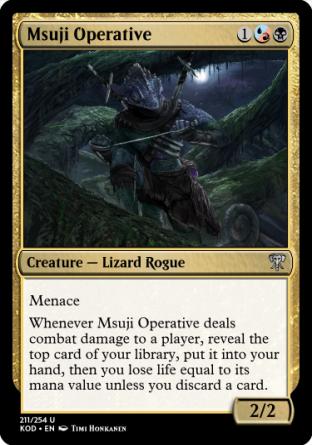 Msuji Operative 1
Creature — Lizard Rogue
Menace
Whenever Msuji Operative deals
combat damage to a player, reveal the
top card of your library, put it into your
hand, then you lose life equal to its
mana value unless you discard a card.
2/2
211/254 U
KOD • EN Timi Honkanen